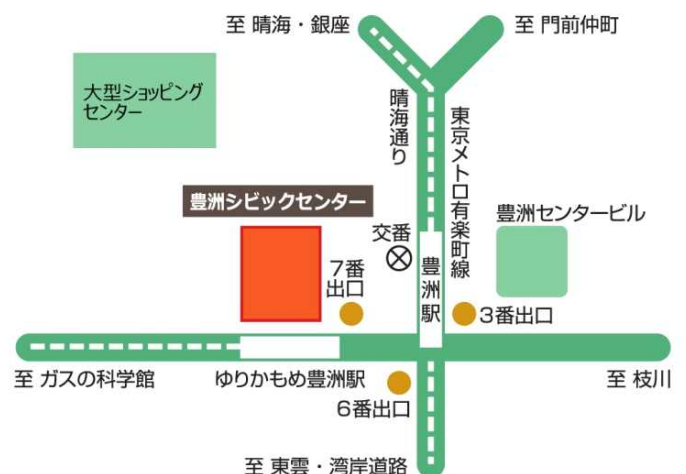 至 晴海・銀座
至 門前仲町
大型ショッピング
センター
晴海通り
東京メトロ有楽町線
豊洲シビックセンター
豊洲センタービル
交番
7番
出口
豊洲駅
3番出口
至 ガスの科学館
ゆりかもめ豊洲駅
至 枝川
6番出口
至 東雲・湾岸道路